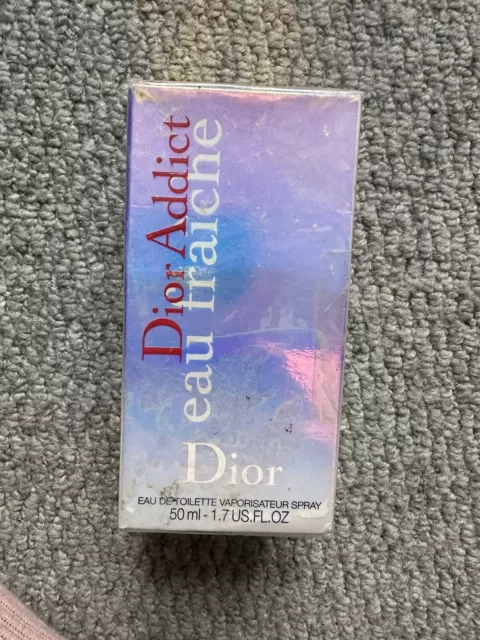 Dior Addict
eau fraîche
Dior
EAU DE TOILETTE VAPORISATEUR SPRAY
50 ml - 1.7 US.FL.OZ